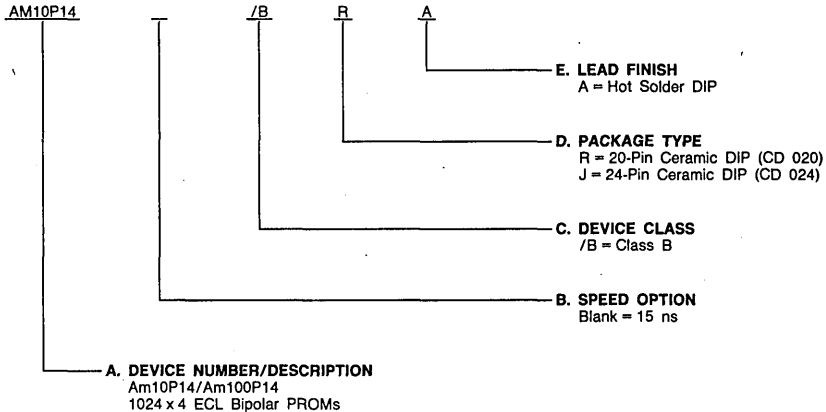 AM10P14 _ /B R A
E. LEAD FINISH
A = Hot Solder DIP
D. PACKAGE TYPE
R = 20-Pin Ceramic DIP (CD 020)
J = 24-Pin Ceramic DIP (CD 024)
C. DEVICE CLASS
/B = Class B
B. SPEED OPTION
Blank = 15 ns
A. DEVICE NUMBER/DESCRIPTION
Am10P14/Am100P14
1024 x 4 ECL Bipolar PROMs